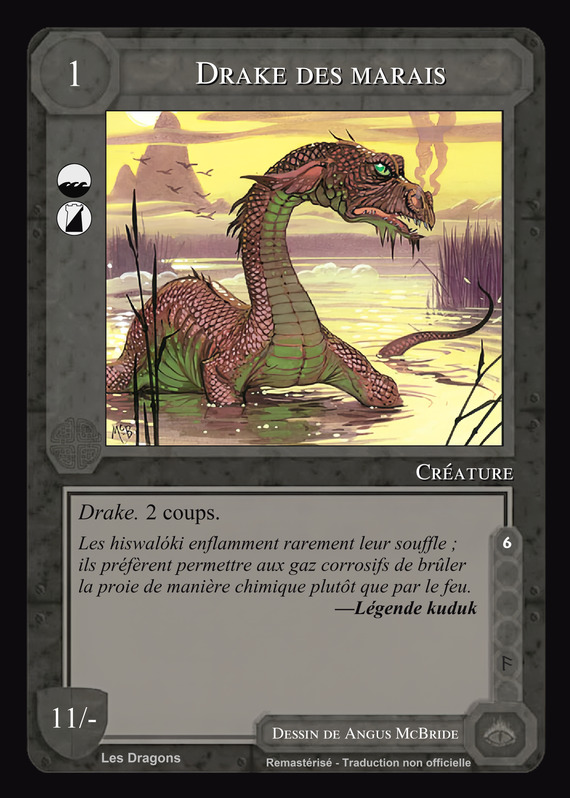 1
DRAKE DES MARAIS
McB
CRÉATURE
Drake. 2 coups.
Les hiswalóki enflamment rarement leur souffle ;
ils préfèrent permettre aux gaz corrosifs de brûler
la proie de manière chimique plutôt que par le feu.
—Légende kuduk
6
11/-
DESSIN DE ANGUS MCBRIDE
Les Dragons
Remastérisé - Traduction non officielle